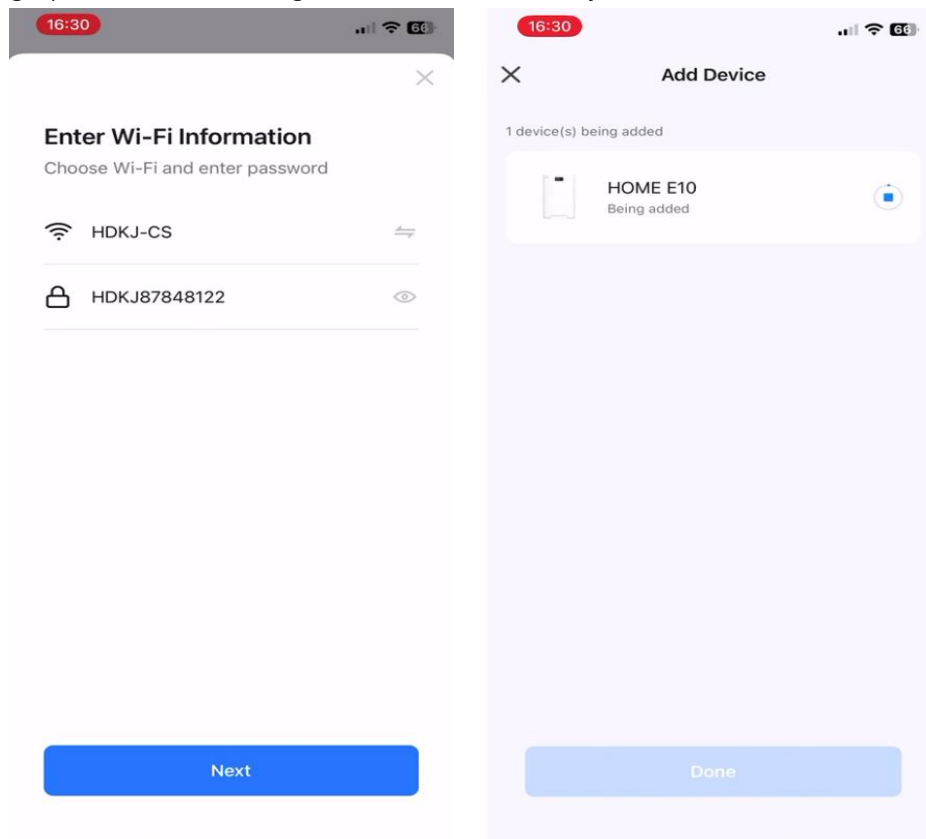 16:30
66
Enter Wi-Fi Information
Choose Wi-Fi and enter password
HDKJ-CS
HDKJ87848122
Next
16:30
66
Add Device
1 device(s) being added
HOME E10
Being added
Done